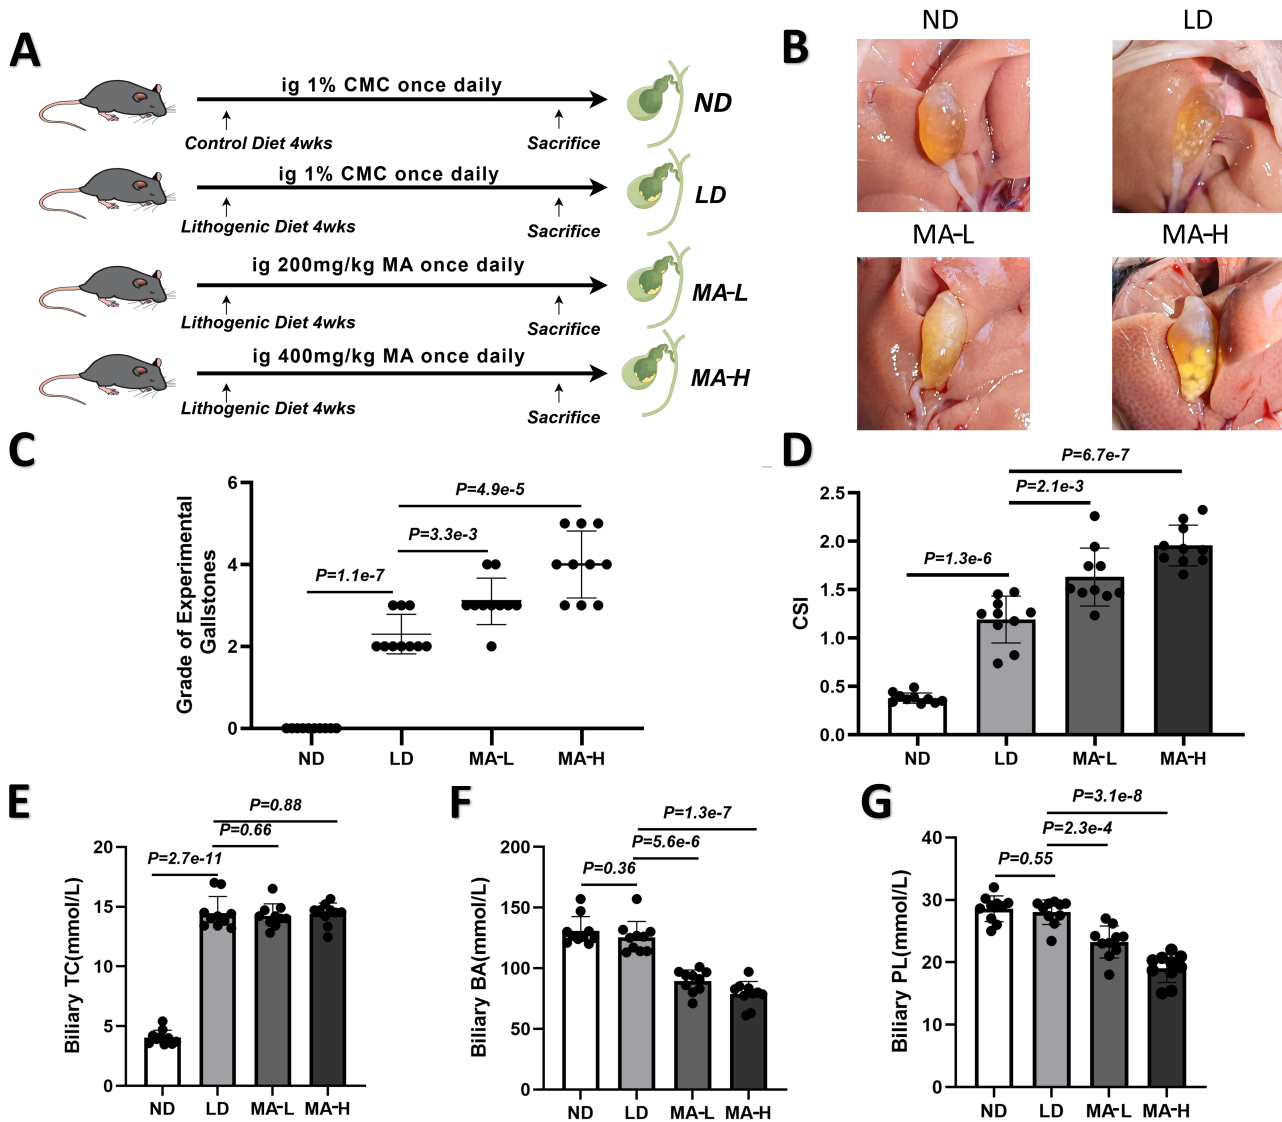 A
ig 1% CMC once daily
Control Diet 4wks
Sacrifice
ND
ig 1% CMC once daily
Lithogenic Diet 4wks
Sacrifice
LD
ig 200mg/kg MA once daily
Lithogenic Diet 4wks
Sacrifice
MA-L
ig 400mg/kg MA once daily
Lithogenic Diet 4wks
Sacrifice
MA-H
B
ND
LD
MA-L
MA-H
C
Grade of Experimental
Gallstones
6
4
2
0
P=4.9e-5
P=3.3e-3
P=1.1e-7
ND
LD
MA-L
MA-H
D
CSI
2.5
2.0
1.5
1.0
0.5
0.0
P=6.7e-7
P=2.1e-3
P=1.3e-6
ND
LD
MA-L
MA-H
E
Biliary TC(mmol/L)
20
15
10
5
0
P=0.88
P=0.66
P=2.7e-11
ND
LD
MA-L
MA-H
F
Biliary BA(mmol/L)
200
150
100
50
0
P=1.3e-7
P=5.6e-6
P=0.36
ND
LD
MA-L
MA-H
G
Biliary PL(mmol/L)
40
30
20
10
0
P=3.1e-8
P=2.3e-4
P=0.55
ND
LD
MA-L
MA-H